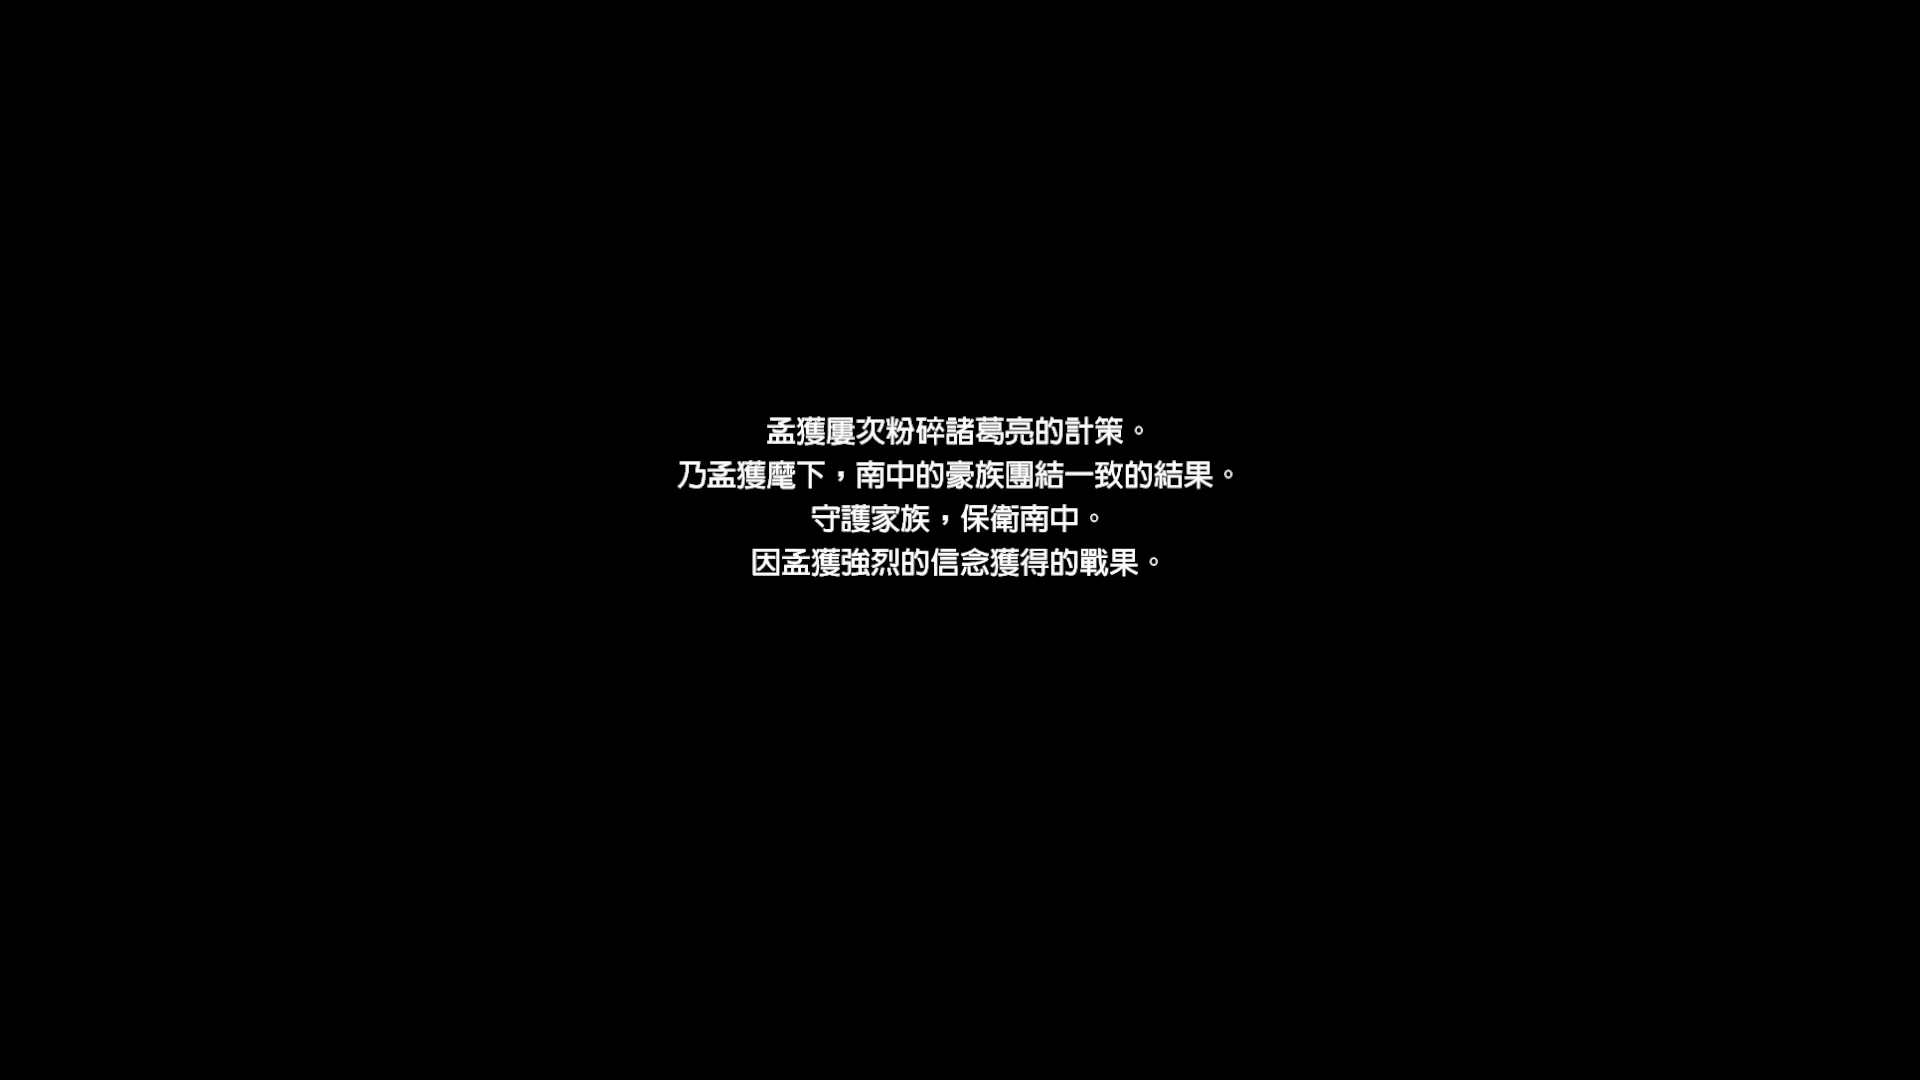 孟獲屢次粉碎諸葛亮的計策。
乃孟獲麾下，南中的豪族團結一致的結果。
守護家族，保衛南中。
因孟獲強烈的信念獲得的戰果。